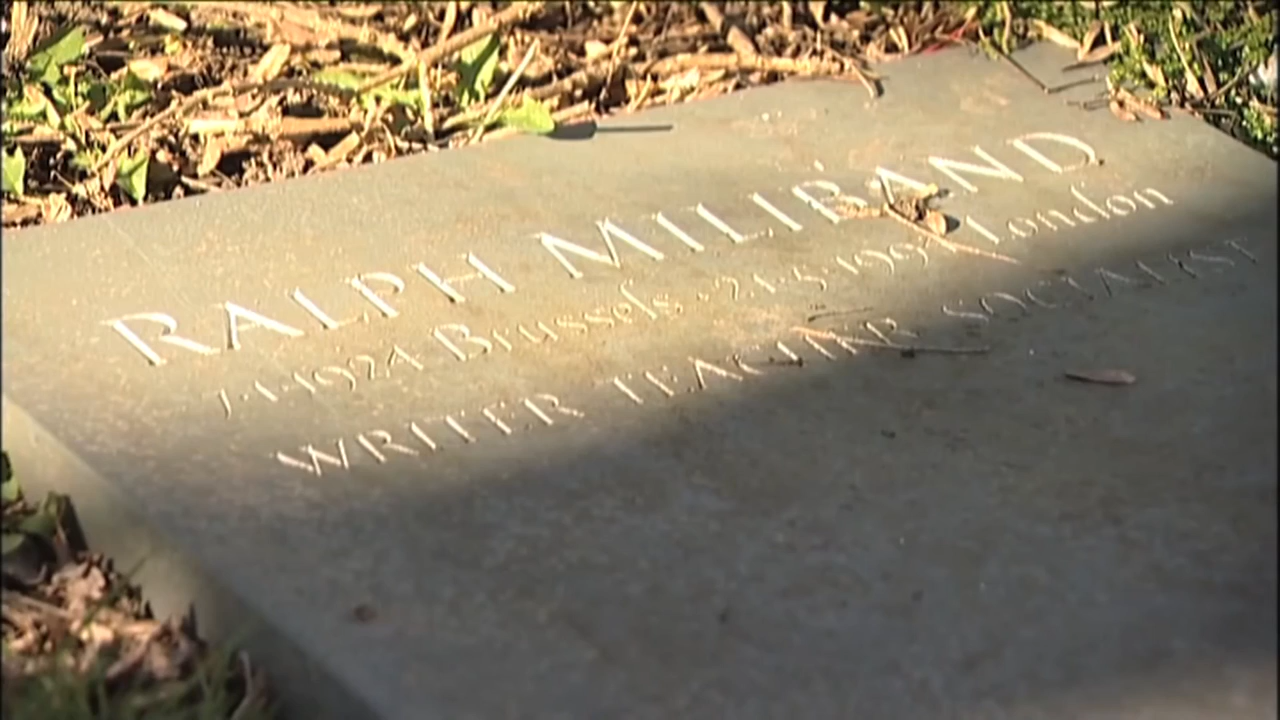 RALPH MILIBAND
7·1·1924 Brussels · 21·5·1994 London
WRITER TEACHER SOCIALIST